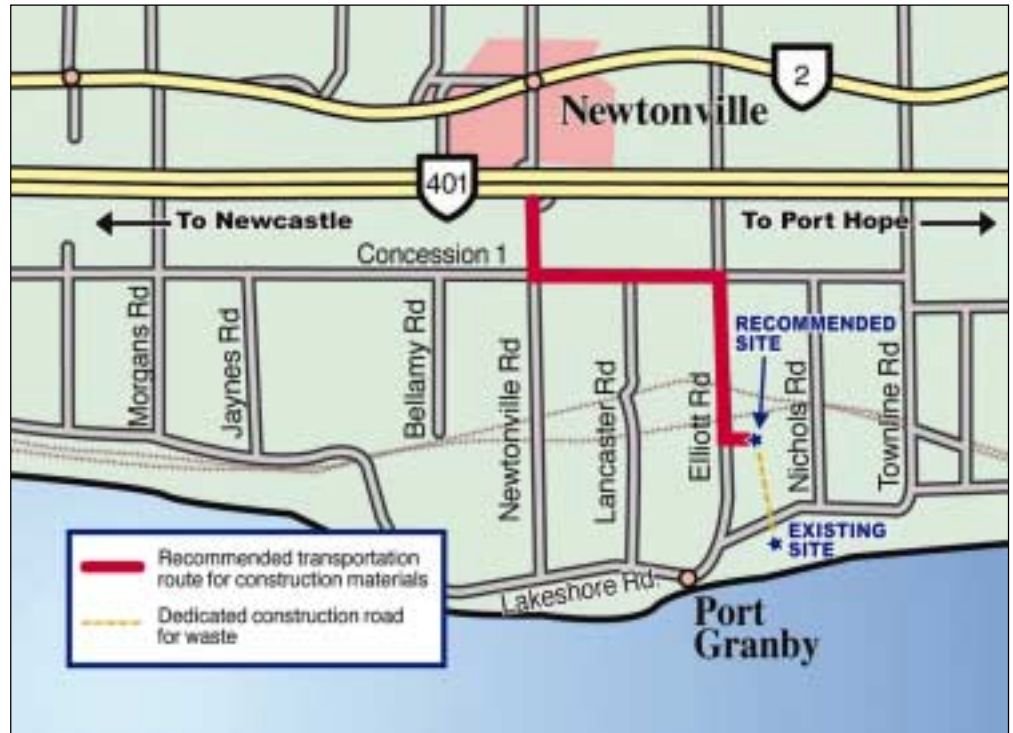 2
Newtonville
401
To Newcastle
To Port Hope
Concession 1
RECOMMENDED
SITE
Morgans Rd
Jaynes Rd
Bellamy Rd
Newtonville Rd
Lancaster Rd
Elliott Rd
Nichols Rd
Townline Rd
EXISTING
SITE
Recommended transportation
route for construction materials
Dedicated construction road
for waste
Lakeshore Rd.
Port
Granby